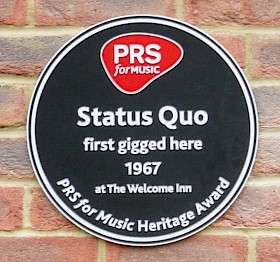 PRS
for MUSIC
Status Quo
first gigged here
1967
at The Welcome Inn
PRS for Music Heritage Award